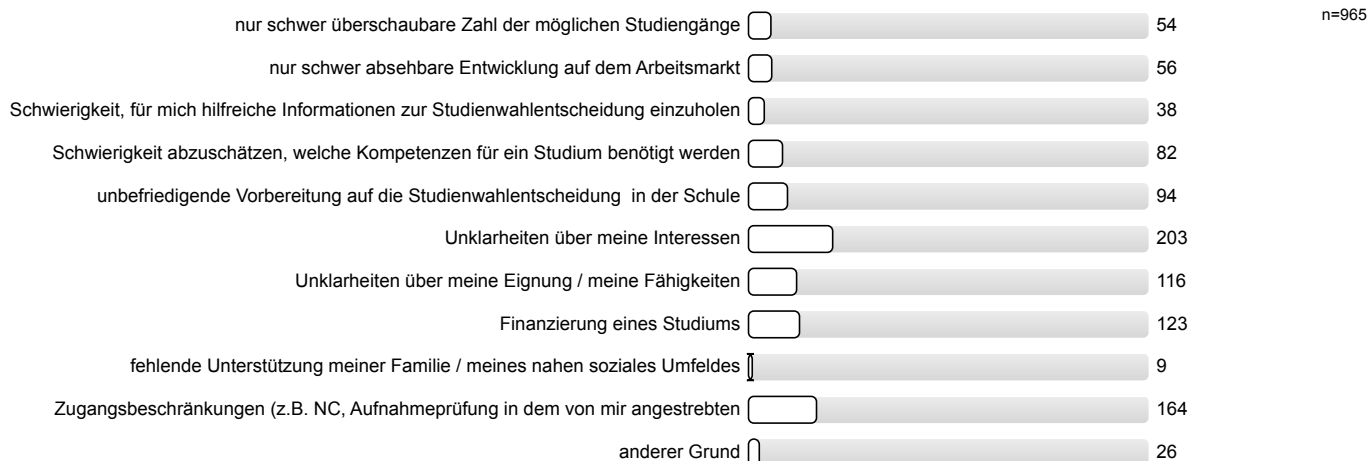 n=965
nur schwer überschaubare Zahl der möglichen Studiengänge 54
nur schwer absehbare Entwicklung auf dem Arbeitsmarkt 56
Schwierigkeit, für mich hilfreiche Informationen zur Studienwahlentscheidung einzuholen 38
Schwierigkeit abzuschätzen, welche Kompetenzen für ein Studium benötigt werden 82
unbefriedigende Vorbereitung auf die Studienwahlentscheidung in der Schule 94
Unklarheiten über meine Interessen 203
Unklarheiten über meine Eignung / meine Fähigkeiten 116
Finanzierung eines Studiums 123
fehlende Unterstützung meiner Familie / meines nahen soziales Umfeldes 9
Zugangsbeschränkungen (z.B. NC, Aufnahmeprüfung in dem von mir angestrebten 164
anderer Grund 26